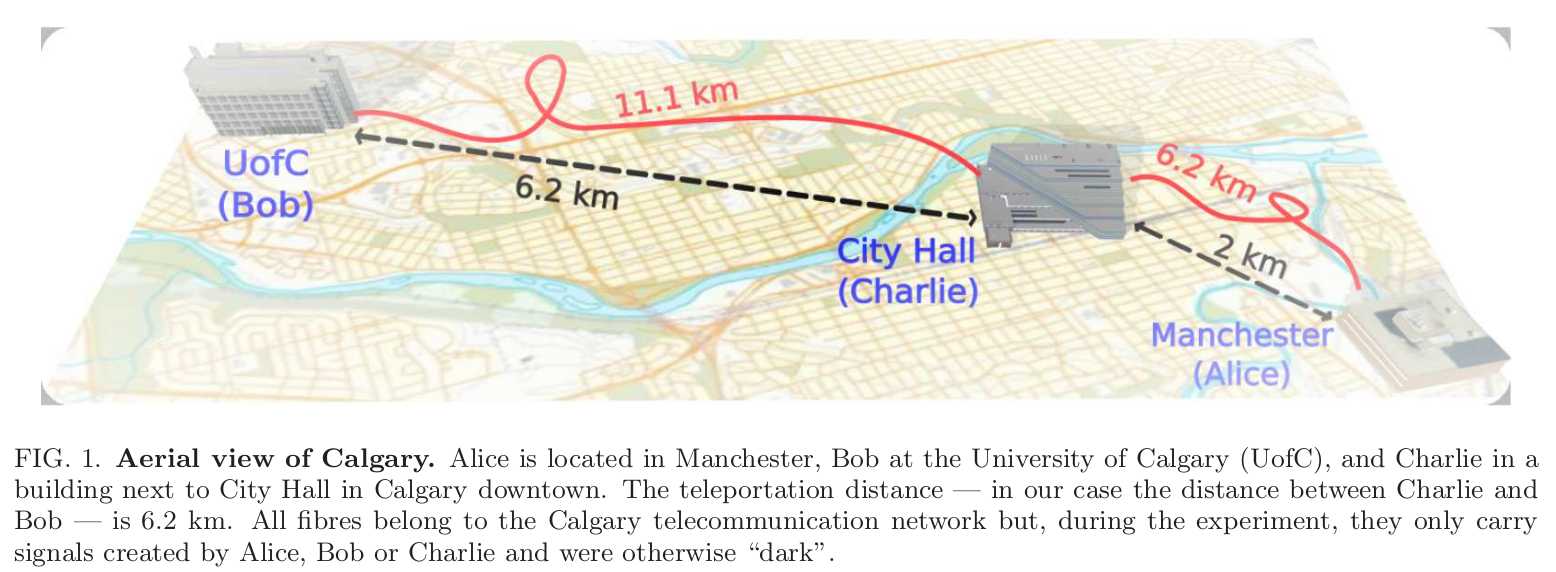 11.1 km
UofC
(Bob)
6.2 km
6.2 km
City Hall
(Charlie)
2 km
Manchester
(Alice)
FIG. 1. Aerial view of Calgary. Alice is located in Manchester, Bob at the University of Calgary (UofC), and Charlie in a
building next to City Hall in Calgary downtown. The teleportation distance — in our case the distance between Charlie and
Bob — is 6.2 km. All fibres belong to the Calgary telecommunication network but, during the experiment, they only carry
signals created by Alice, Bob or Charlie and were otherwise “dark”.